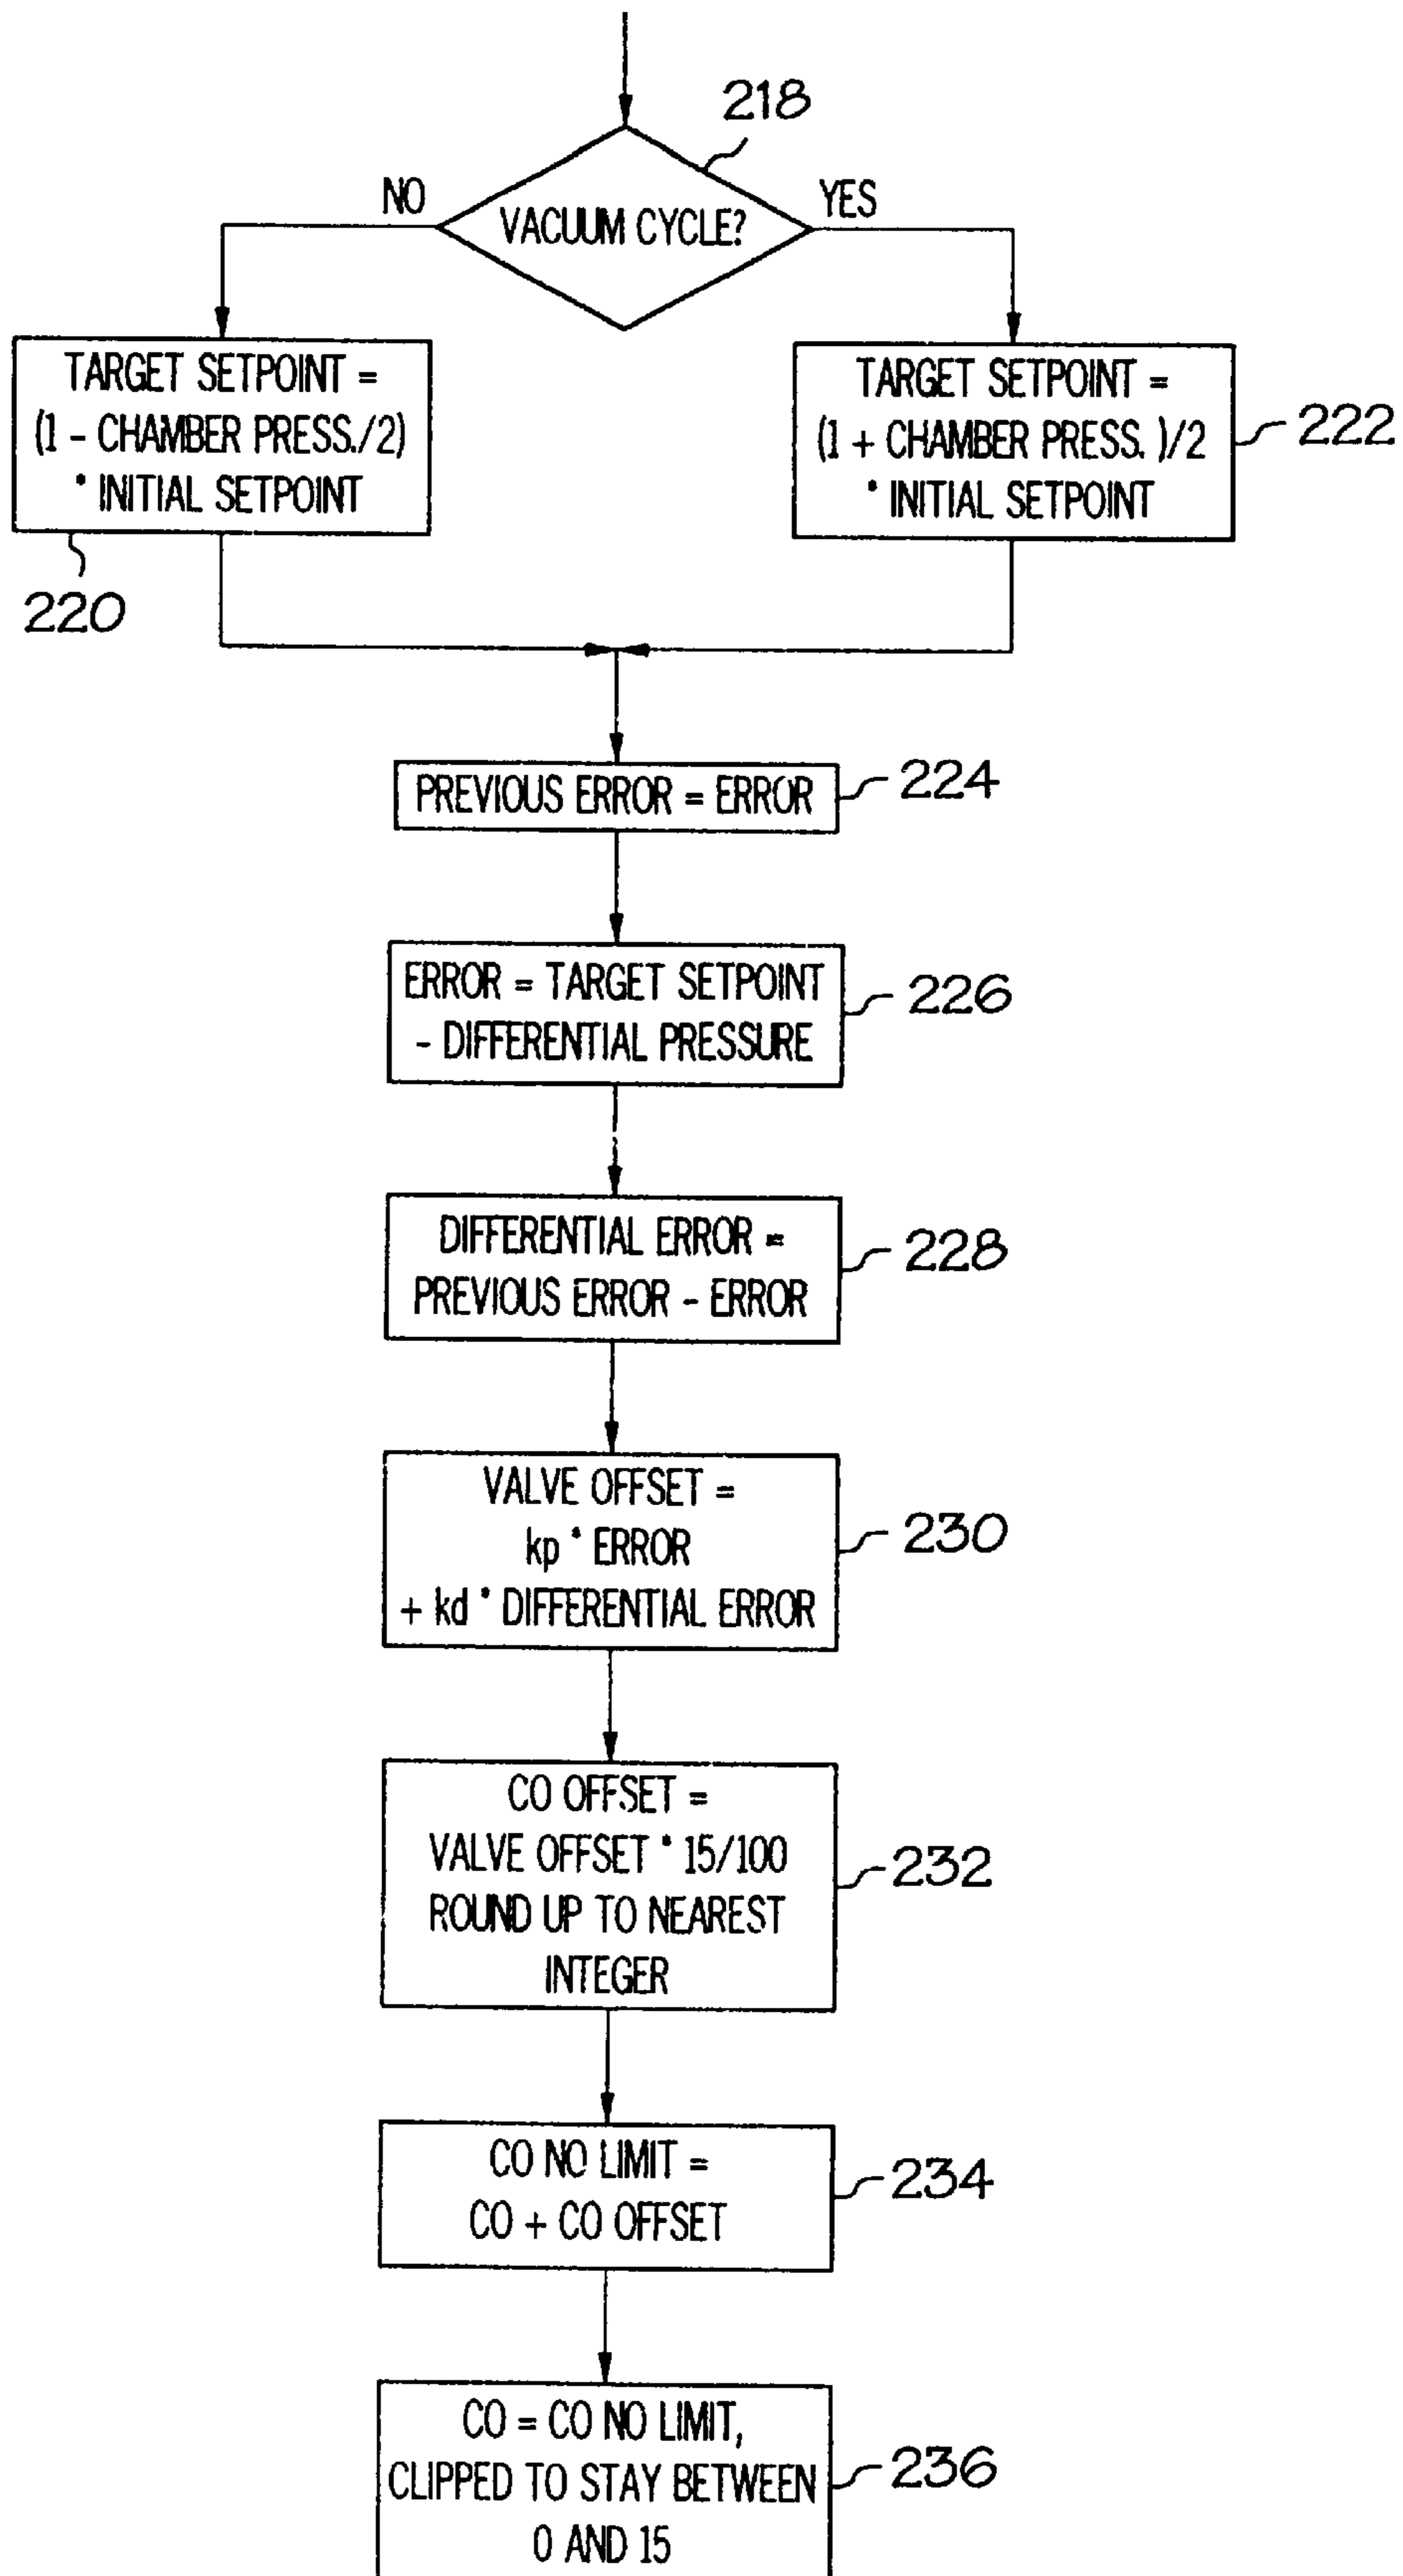 218
NO
VACUUM CYCLE?
YES
TARGET SETPOINT =
(1 - CHAMBER PRESS./2)
* INITIAL SETPOINT
220
TARGET SETPOINT =
(1 + CHAMBER PRESS. )/2
* INITIAL SETPOINT
222
PREVIOUS ERROR = ERROR
224
ERROR = TARGET SETPOINT
- DIFFERENTIAL PRESSURE
226
DIFFERENTIAL ERROR =
PREVIOUS ERROR - ERROR
228
VALVE OFFSET =
kp * ERROR
+ kd * DIFFERENTIAL ERROR
230
CO OFFSET =
VALVE OFFSET * 15/100
ROUND UP TO NEAREST
INTEGER
232
CO NO LIMIT =
CO + CO OFFSET
234
CO = CO NO LIMIT,
CLIPPED TO STAY BETWEEN
0 AND 15
236